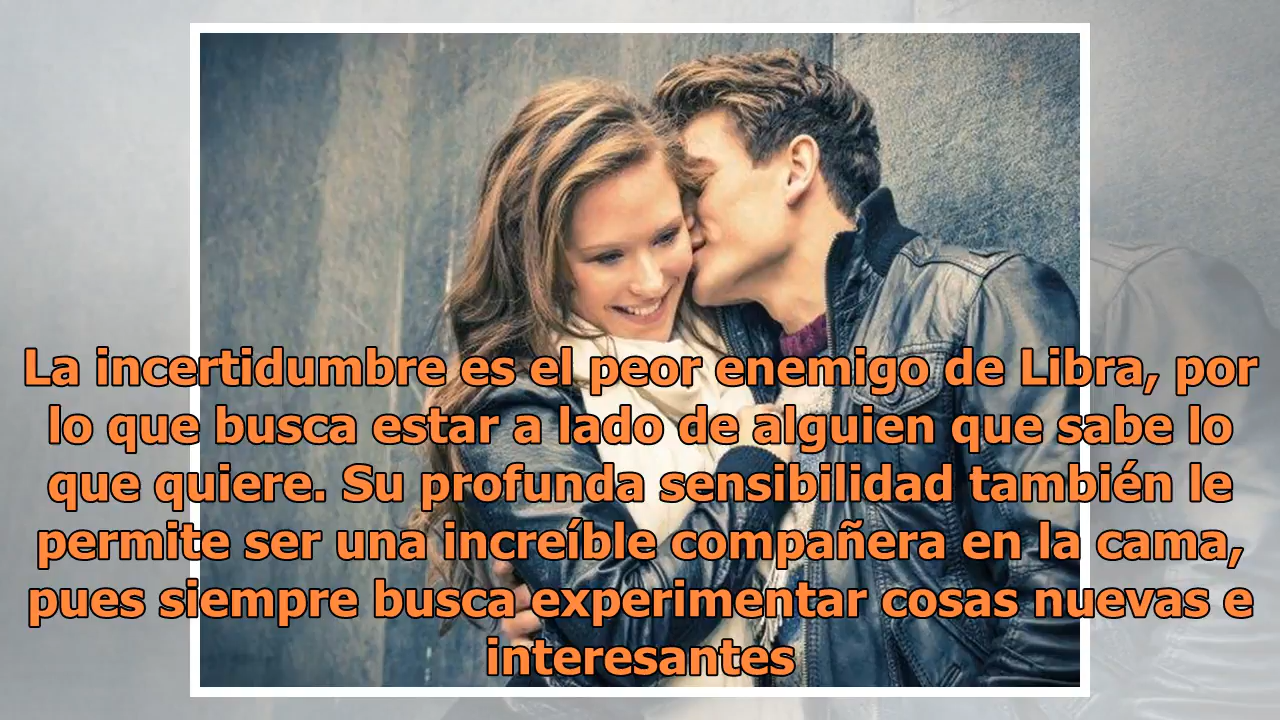 La incertidumbre es el peor enemigo de Libra, por
lo que busca estar a lado de alguien que sabe lo
que quiere. Su profunda sensibilidad también le
permite ser una increíble compañera en la cama,
pues siempre busca experimentar cosas nuevas e
interesantes